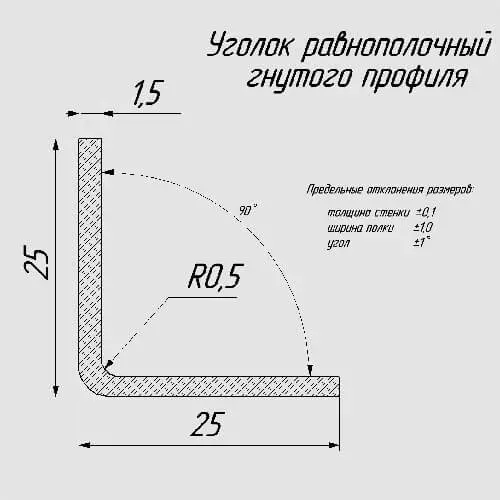 Уголок равнополочный
гнутого профиля
1,5
Предельные отклонения размеров:
толщина стенки ±0,1
ширина полки ±1,0
угол ±1°
90°
25
R0,5
25